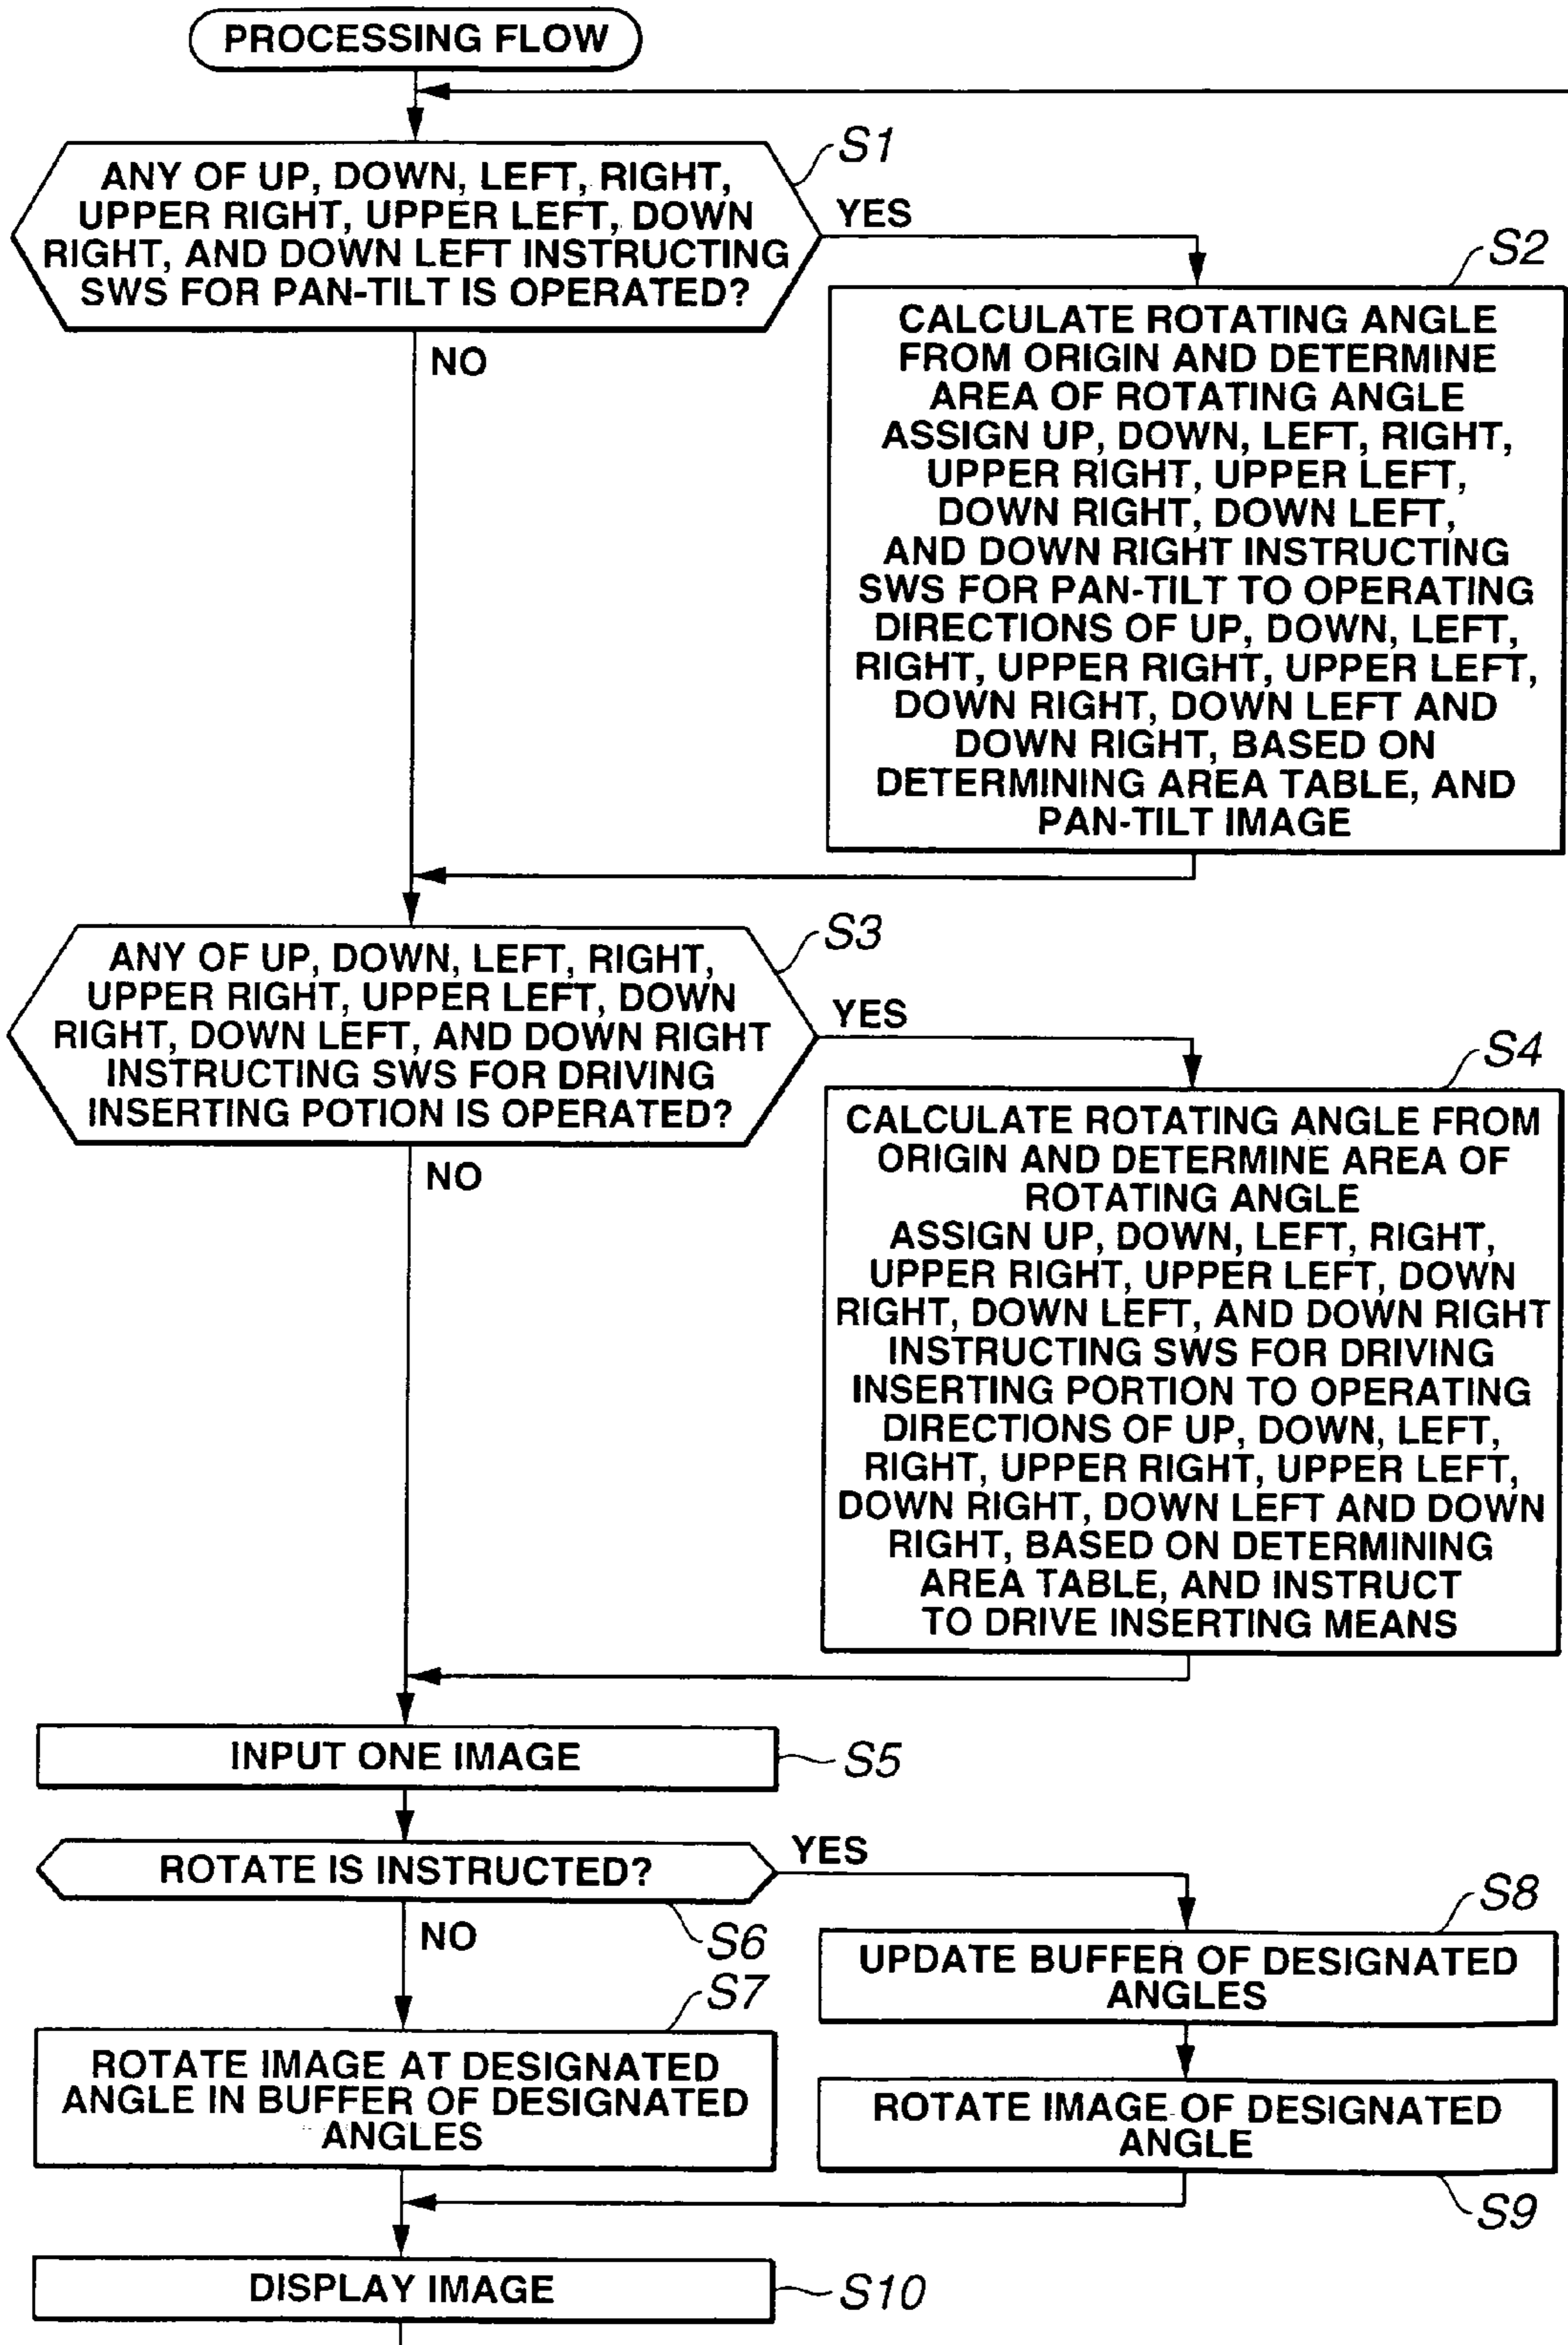 PROCESSING FLOW
S1
ANY OF UP, DOWN, LEFT, RIGHT,
UPPER RIGHT, UPPER LEFT, DOWN
RIGHT, AND DOWN LEFT INSTRUCTING
SWS FOR PAN-TILT IS OPERATED?
YES
NO
S2
CALCULATE ROTATING ANGLE
FROM ORIGIN AND DETERMINE
AREA OF ROTATING ANGLE
ASSIGN UP, DOWN, LEFT, RIGHT,
UPPER RIGHT, UPPER LEFT,
DOWN RIGHT, DOWN LEFT,
AND DOWN RIGHT INSTRUCTING
SWS FOR PAN-TILT TO OPERATING
DIRECTIONS OF UP, DOWN, LEFT,
RIGHT, UPPER RIGHT, UPPER LEFT,
DOWN RIGHT, DOWN LEFT AND
DOWN RIGHT, BASED ON
DETERMINING AREA TABLE, AND
PAN-TILT IMAGE
S3
ANY OF UP, DOWN, LEFT, RIGHT,
UPPER RIGHT, UPPER LEFT, DOWN
RIGHT, DOWN LEFT, AND DOWN RIGHT
INSTRUCTING SWS FOR DRIVING
INSERTING POTION IS OPERATED?
YES
NO
S4
CALCULATE ROTATING ANGLE FROM
ORIGIN AND DETERMINE AREA OF
ROTATING ANGLE
ASSIGN UP, DOWN, LEFT, RIGHT,
UPPER RIGHT, UPPER LEFT, DOWN
RIGHT, DOWN LEFT, AND DOWN RIGHT
INSTRUCTING SWS FOR DRIVING
INSERTING PORTION TO OPERATING
DIRECTIONS OF UP, DOWN, LEFT,
RIGHT, UPPER RIGHT, UPPER LEFT,
DOWN RIGHT, DOWN LEFT AND DOWN
RIGHT, BASED ON DETERMINING
AREA TABLE, AND INSTRUCT
TO DRIVE INSERTING MEANS
INPUT ONE IMAGE
S5
ROTATE IS INSTRUCTED?
YES
S6
NO
S7
ROTATE IMAGE AT DESIGNATED
ANGLE IN BUFFER OF DESIGNATED
ANGLES
S8
UPDATE BUFFER OF DESIGNATED
ANGLES
ROTATE IMAGE OF DESIGNATED
ANGLE
S9
DISPLAY IMAGE
S10